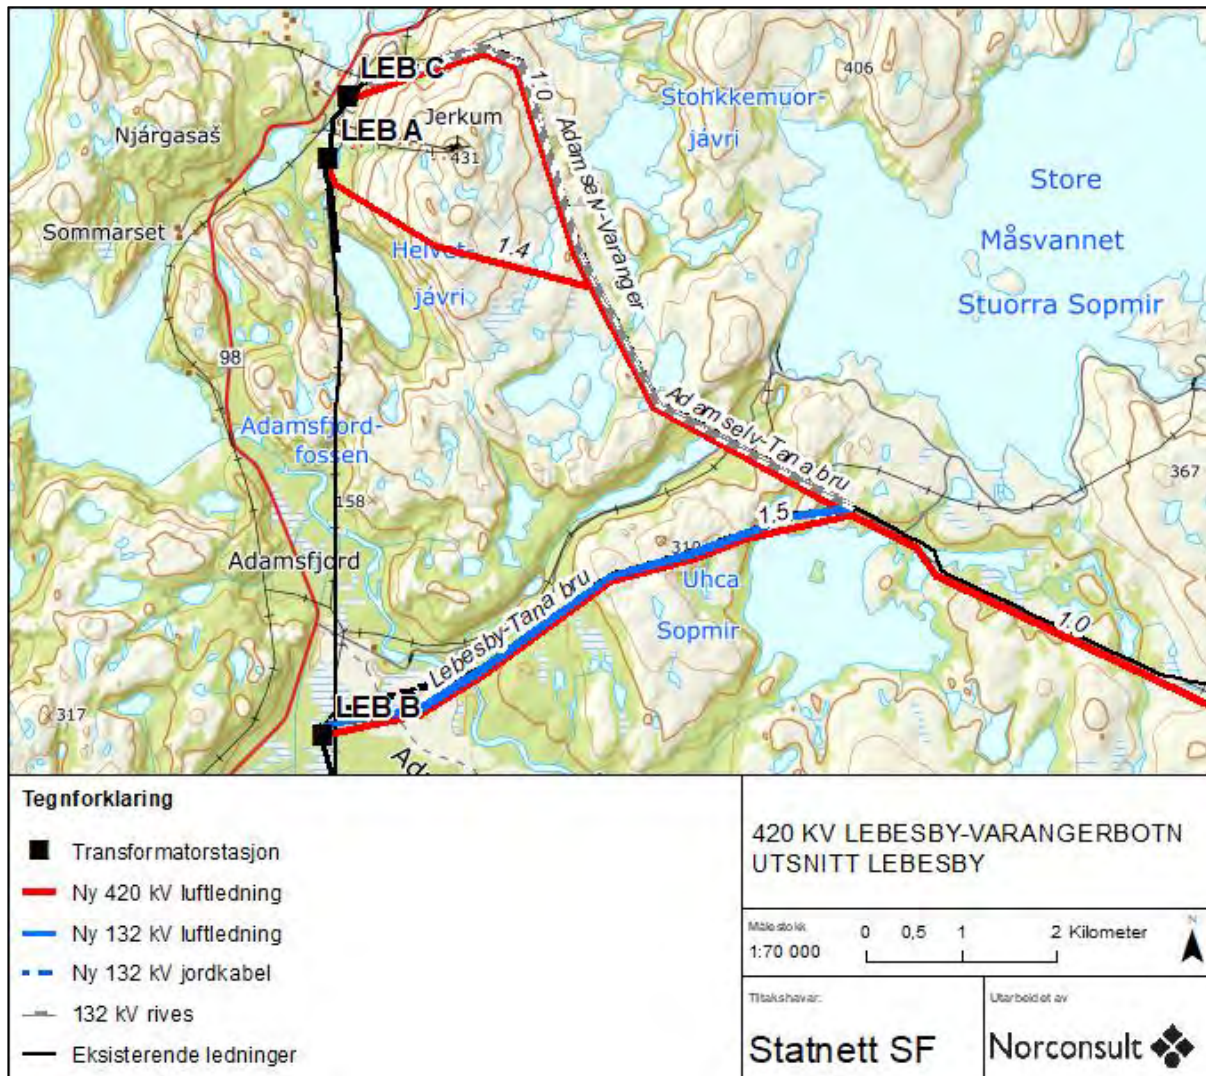 LEB C
406
Stohkkemuor-
jávri
Njárgasaš
LEB A
Jerkum
431
1.0
Adamselv-Varanger
Store
Måsvannet
Stuorra Sopmir
Sommarset
Helvet-
jávri
1.4
98
Adamsfjord-
fossen
158
Adamselv-Tana bru
367
1.5
Adamsfjord
310
Uhca
Sopmir
Lebesby-Tana bru
1.0
LEB B
317
Tegnforklaring
Transformatorstasjon
Ny 420 kV luftledning
Ny 132 kV luftledning
Ny 132 kV jordkabel
132 kV rives
Eksisterende ledninger
420 KV LEBESBY-VARANGERBOTN
UTSNITT LEBESBY
Målestokk
1:70 000
0 0,5 1 2 Kilometer
N
Tiltakshaver:
Statnett SF
Utarbeidet av
Norconsult